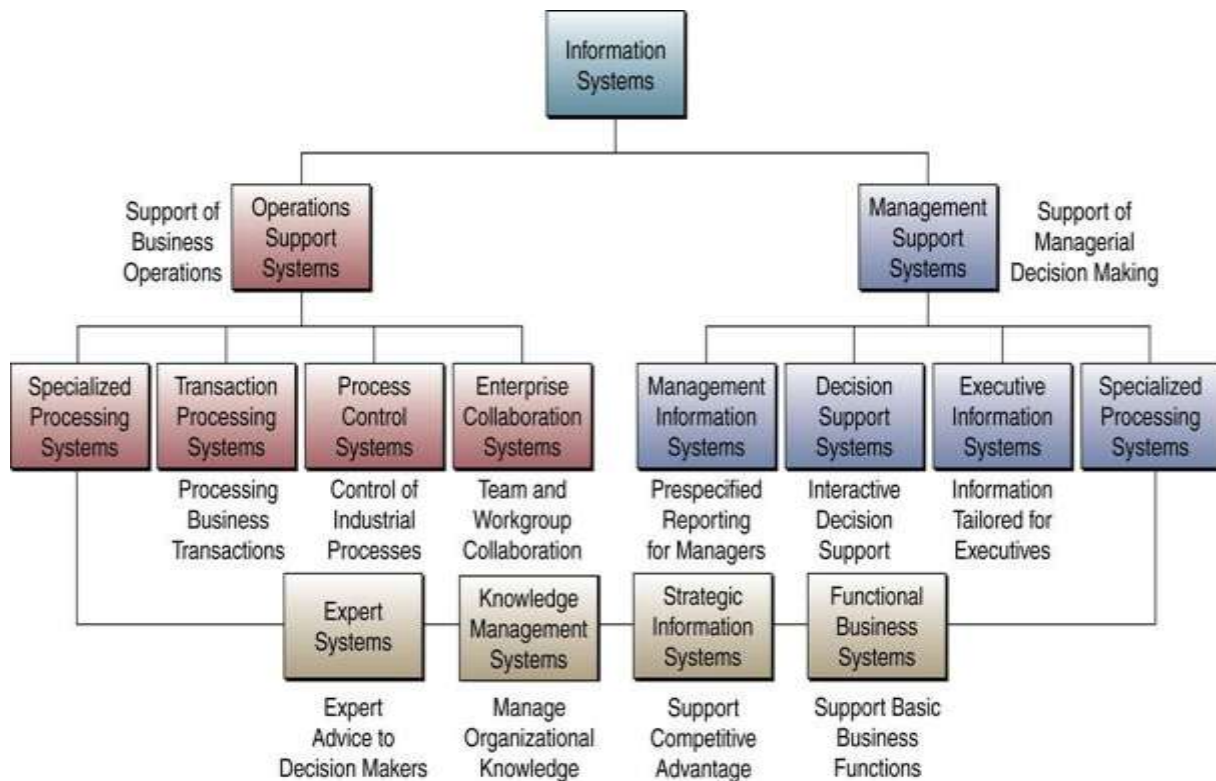 Information
Systems
Support of
Business
Operations
Operations
Support
Systems
Management
Support
Systems
Support of
Managerial
Decision Making
Specialized
Processing
Systems
Transaction
Processing
Systems
Process
Control
Systems
Enterprise
Collaboration
Systems
Management
Information
Systems
Decision
Support
Systems
Executive
Information
Systems
Specialized
Processing
Systems
Processing
Business
Transactions
Control of
Industrial
Processes
Team and
Workgroup
Collaboration
Prespecified
Reporting
for Managers
Interactive
Decision
Support
Information
Tailored for
Executives
Expert
Systems
Knowledge
Management
Systems
Strategic
Information
Systems
Functional
Business
Systems
Expert
Advice to
Decision Makers
Manage
Organizational
Knowledge
Support
Competitive
Advantage
Support Basic
Business
Functions